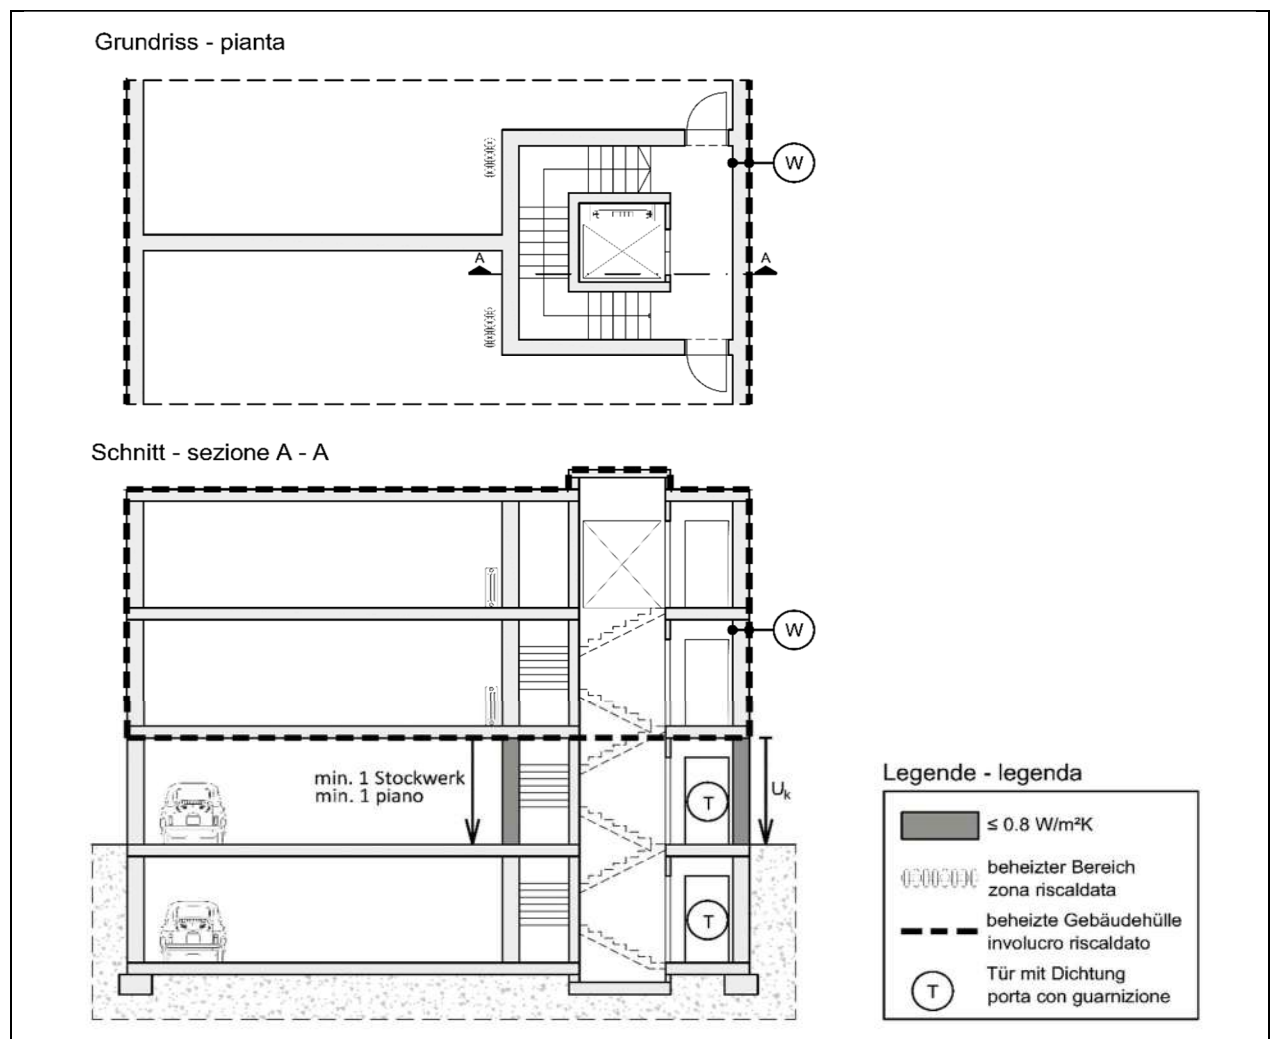 Grundriss - pianta
W
A
A
Schnitt - sezione A - A
W
min. 1 Stockwerk
min. 1 piano
T
Uk
T
Legende - legenda
≤ 0.8 W/m²K
beheizter Bereich
zona riscaldata
beheizte Gebäudehülle
involucro riscaldato
T
Tür mit Dichtung
porta con guarnizione